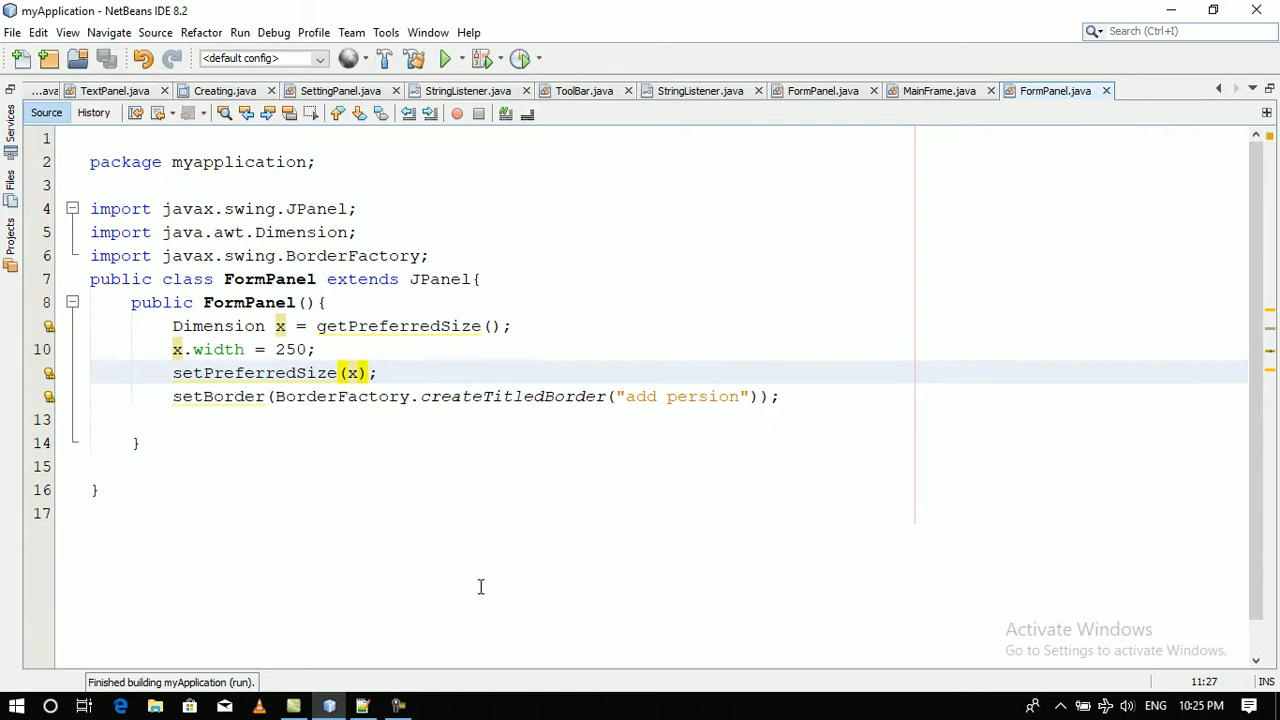 myApplication - NetBeans IDE 8.2
File Edit View Navigate Source Refactor Run Debug Profile Team Tools Window Help
Search (Ctrl+I)
<default config>
...ava TextPanel.java Creating.java SettingPanel.java StringListener.java ToolBar.java StringListener.java FormPanel.java MainFrame.java FormPanel.java
Source History
Services
Files
Projects
1
2 package myapplication;
3
4 import javax.swing.JPanel;
5 import java.awt.Dimension;
6 import javax.swing.BorderFactory;
7 public class FormPanel extends JPanel{
8 public FormPanel(){
Dimension x = getPreferredSize();
10 x.width = 250;
setPreferredSize(x);
setBorder(BorderFactory.createTitledBorder("add persion"));
13
14 }
15
16 }
17
Activate Windows
Go to Settings to activate Windows.
Finished building myApplication (run).
11:27 INS
ENG 10:25 PM